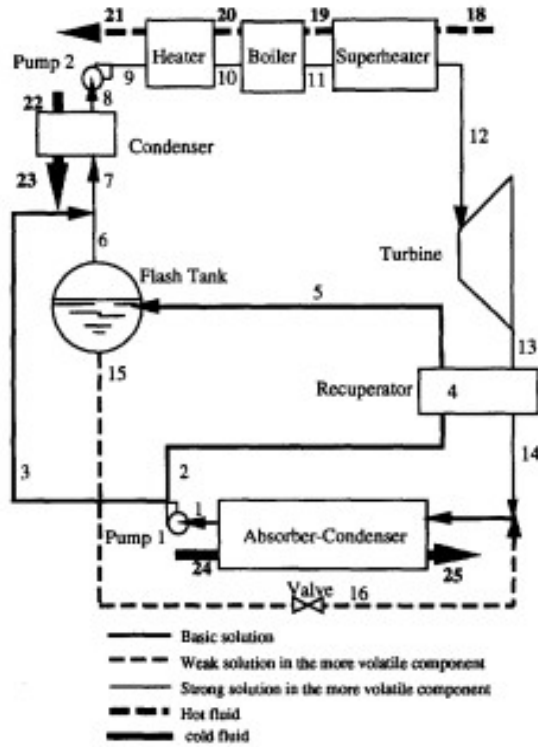 21 20 19 18
Heater Boiler Superheater
Pump 2
9 10 11
8
22
12
Condenser
23 7
6
Turbine
Flash Tank
5
15
13
Recuperator 4
14
3 2
1
Pump 1 Absorber-Condenser
24 25
Valve 16
Basic solution
Weak solution in the more volatile component
Strong solution in the more volatile component
Hot fluid
cold fluid